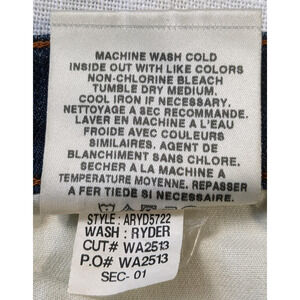 MACHINE WASH COLD
INSIDE OUT WITH LIKE COLORS
NON-CHLORINE BLEACH
TUMBLE DRY MEDIUM.
COOL IRON IF NECESSARY.
NETTOYAGE A SEC RECOMMANDE.
LAVER EN MACHINE A L'EAU
FROIDE AVEC COULEURS
SIMILAIRES. AGENT DE
BLANCHIMENT SANS CHLORE.
SECHER A LA MACHINE A
TEMPERATURE MOYENNE. REPASSER
A FER TIEDE SI NECESSAIRE.
STYLE: ARYD5722
WASH: RYDER
CUT# WA2513
P.O# WA2513
SEC- 01